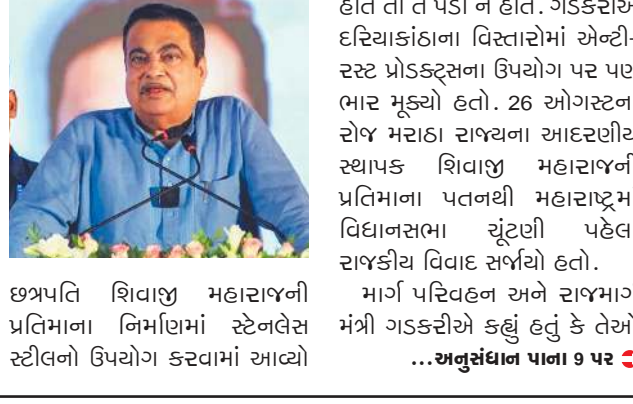 છત્રપતિ શિવાજી મહારાજની
પ્રતિમાના નિર્માણમાં સ્ટેનલેસ
સ્ટીલનો ઉપયોગ કરવામાં આવ્યો
હોત તો તે પડી ન હોત. ગડકરીએ
દરિયાકાંઠાના વિસ્તારોમાં એન્ટી-
રસ્ટ પ્રોડક્ટ્સના ઉપયોગ પર પણ
ભાર મૂક્યો હતો. 26 ઓગસ્ટના
રોજ મરાઠા રાજ્યના આદરણીય
સ્થાપક શિવાજી મહારાજની
પ્રતિમાના પતનથી મહારાષ્ટ્રમાં
વિધાનસભા ચૂંટણી પહેલા
રાજકીય વિવાદ સર્જાયો હતો.
માર્ગ પરિવહન અને રાજમાર્ગ
મંત્રી ગડકરીએ કહ્યું હતું કે તેઓ
...અનુસંધાન પાના 9 પર